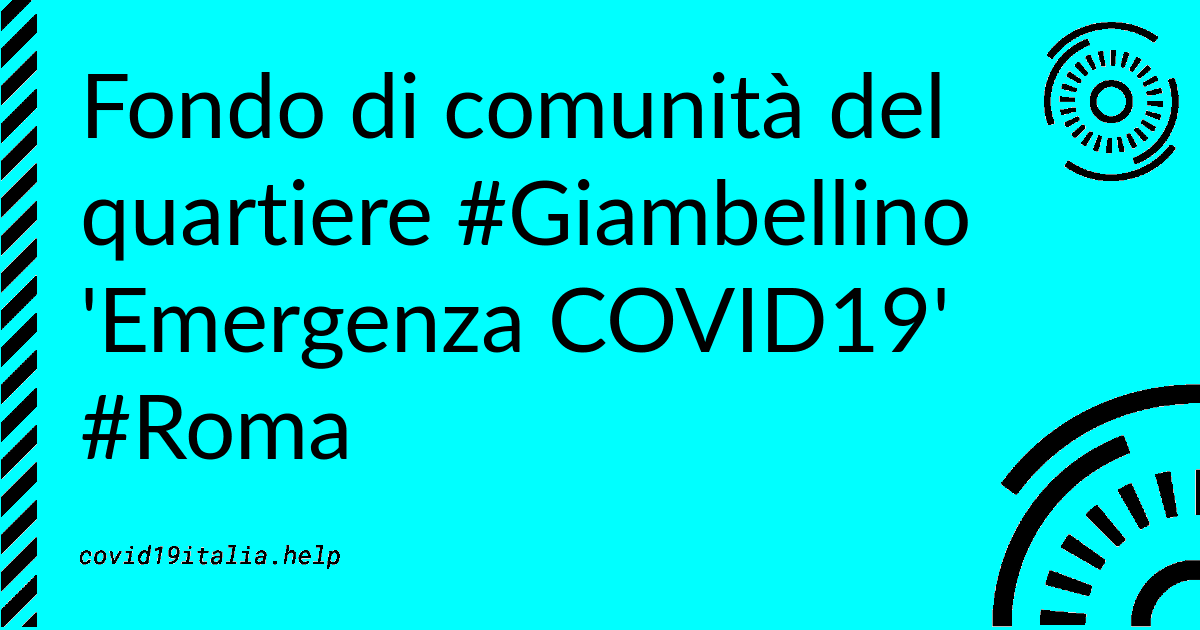 Fondo di comunità del
quartiere #Giambellino
'Emergenza COVID19'
#Roma
covid19italia.help